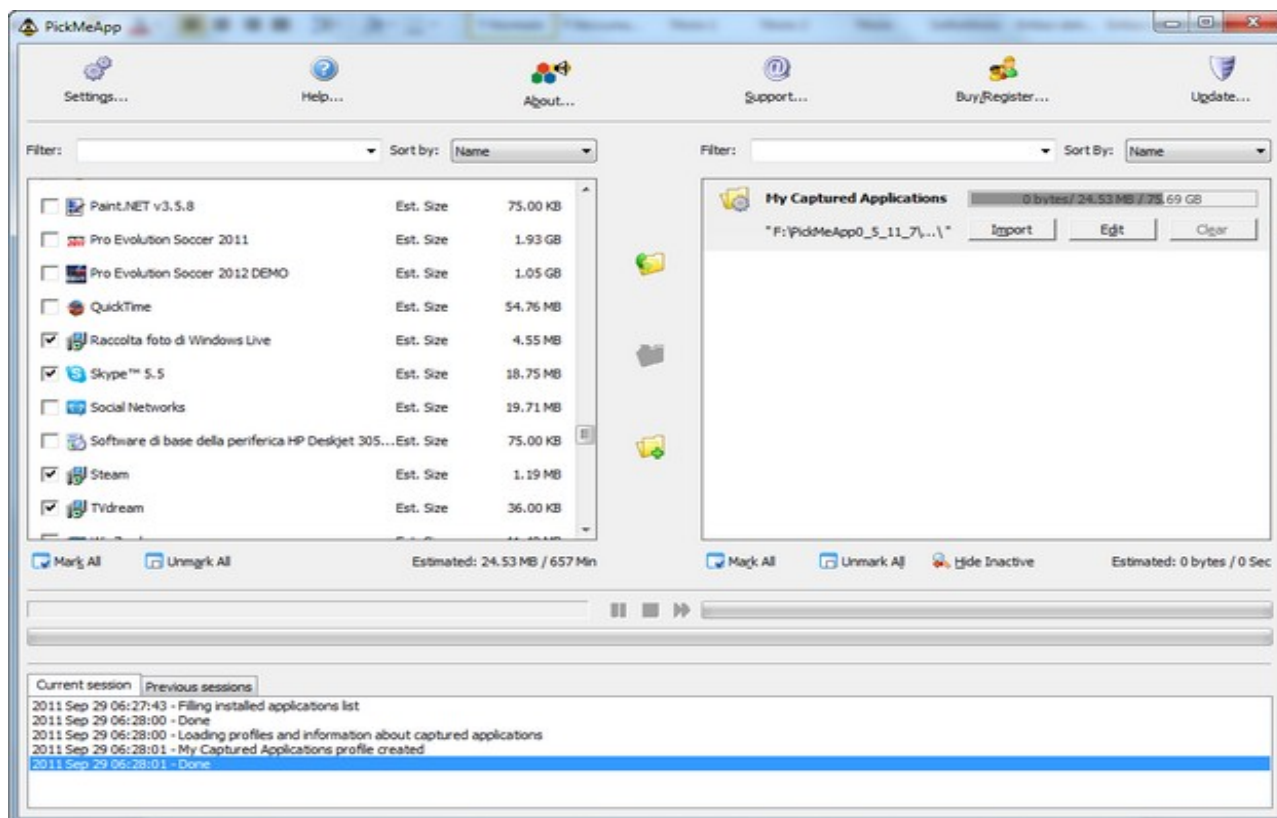 PickMeApp
Settings... Help... About... Support... Buy/Register... Update...
Filter: Sort by: Name Filter: Sort By: Name
Paint.NET v3.5.8 Est. Size 75.00 KB
Pro Evolution Soccer 2011 Est. Size 1.93 GB
Pro Evolution Soccer 2012 DEMO Est. Size 1.05 GB
QuickTime Est. Size 54.76 MB
Raccolta foto di Windows Live Est. Size 4.55 MB
Skype™ 5.5 Est. Size 18.75 MB
Social Networks Est. Size 19.71 MB
Software di base della periferica HP Deskjet 305... Est. Size 75.00 KB
Steam Est. Size 1.19 MB
TVdream Est. Size 36.00 KB
My Captured Applications 0 bytes/ 24.53 MB / 75.69 GB
"F:\PickMeApp0_5_11_7\...\" Import Edit Clear
Mark All Unmark All Estimated: 24.53 MB / 657 Min
Mark All Unmark All Hide Inactive Estimated: 0 bytes / 0 Sec
Current session Previous sessions
2011 Sep 29 06:27:43 - Filling installed applications list
2011 Sep 29 06:28:00 - Done
2011 Sep 29 06:28:00 - Loading profiles and information about captured applications
2011 Sep 29 06:28:01 - My Captured Applications profile created
2011 Sep 29 06:28:01 - Done